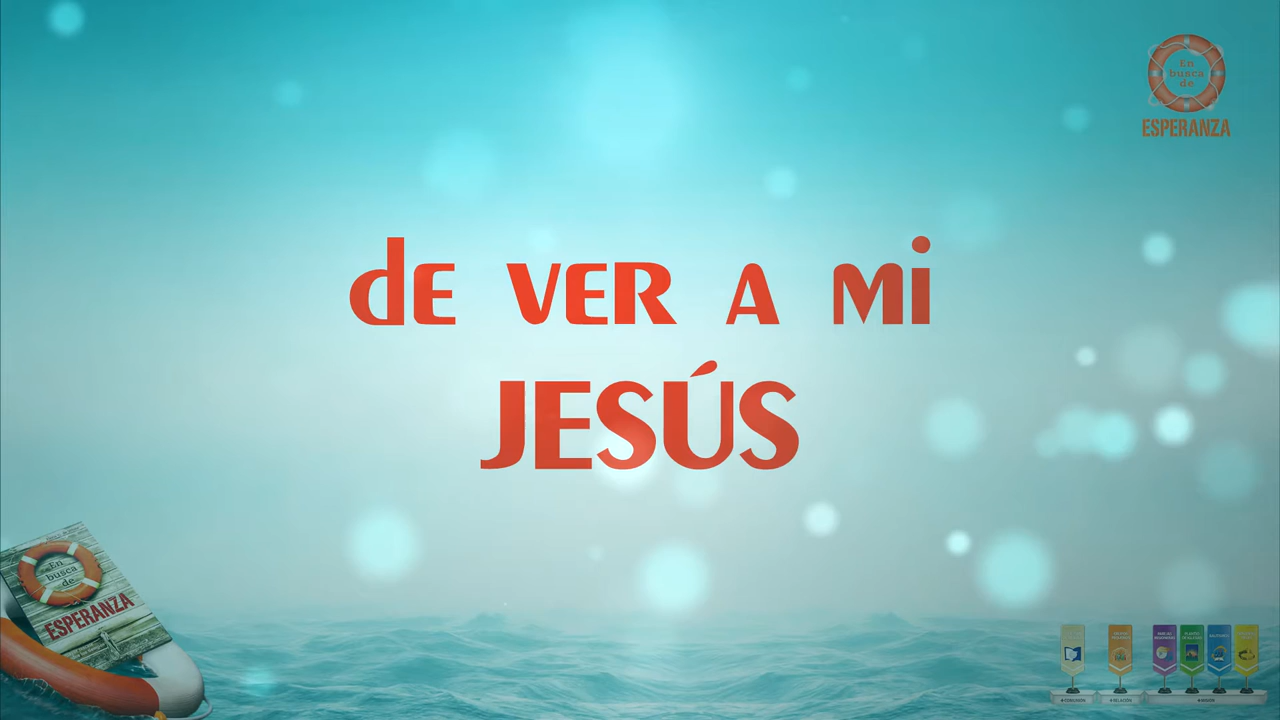 En
busca
de
ESPERANZA
de VER A Mi
JESÚS
En
busca
de
ESPERANZA